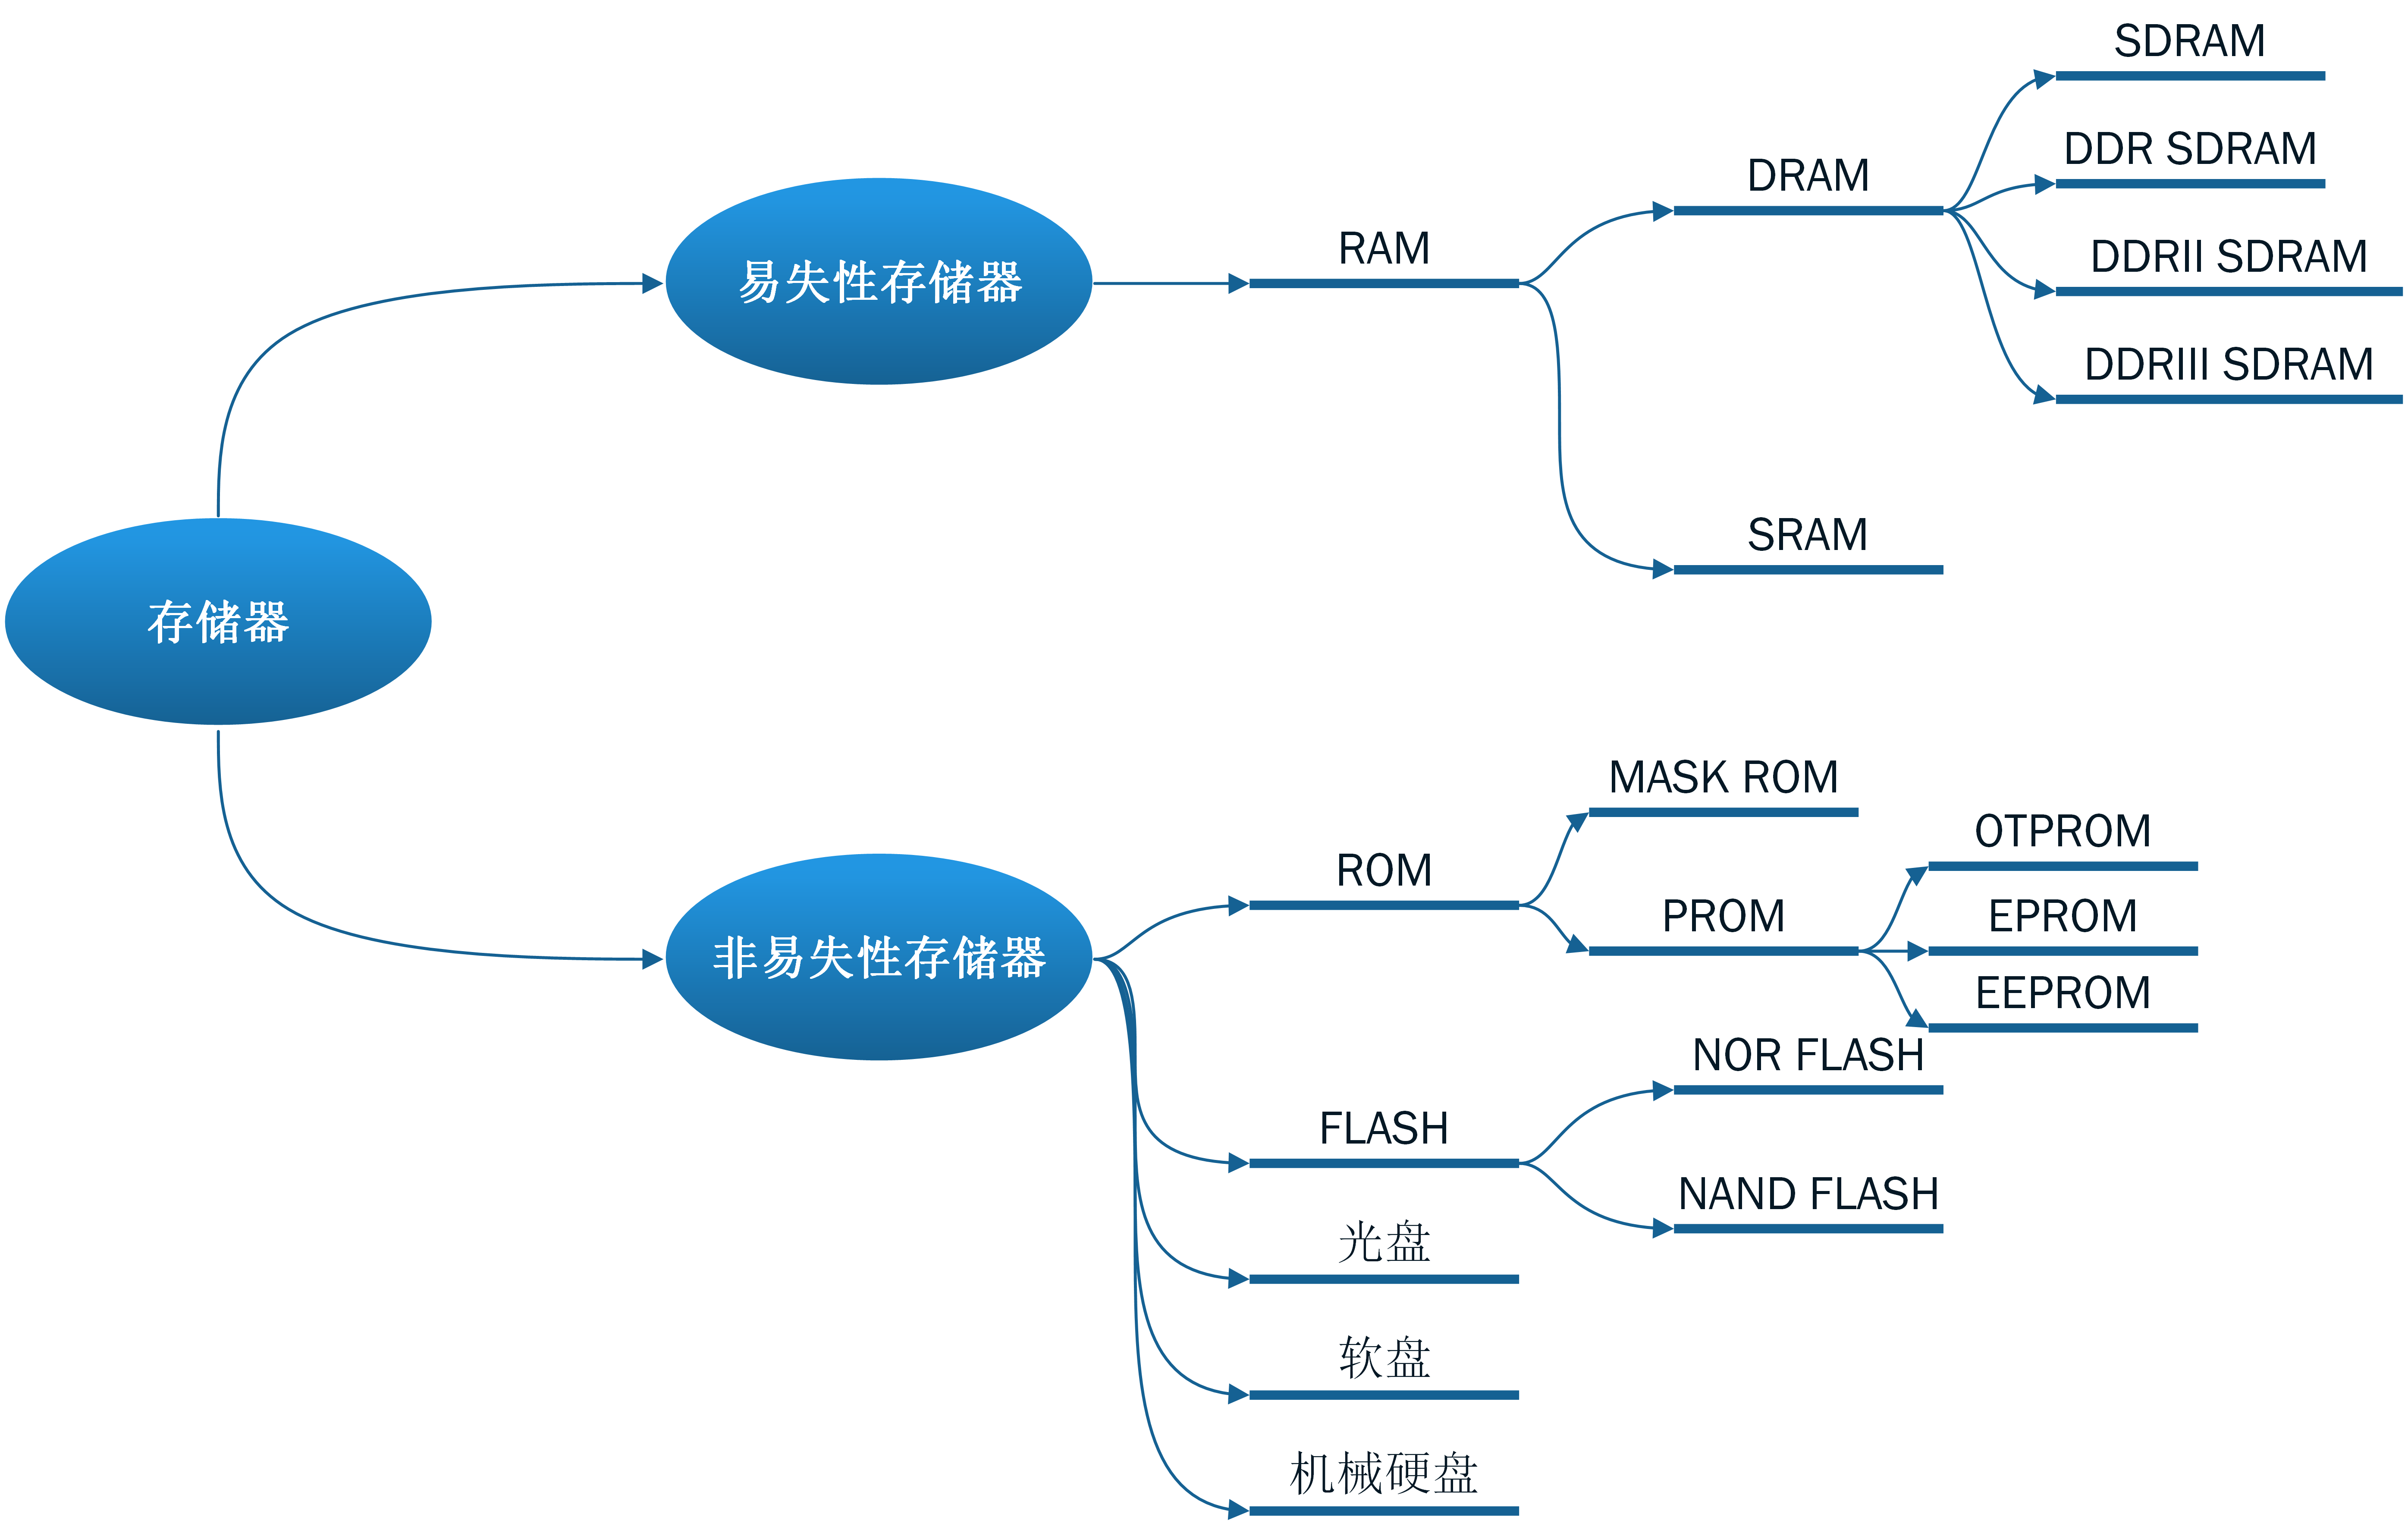 存储器
易失性存储器
RAM
DRAM
SDRAM
DDR SDRAM
DDRII SDRAM
DDRIII SDRAM
SRAM
非易失性存储器
ROM
MASK ROM
PROM
OTPROM
EPROM
EEPROM
FLASH
NOR FLASH
NAND FLASH
光盘
软盘
机械硬盘